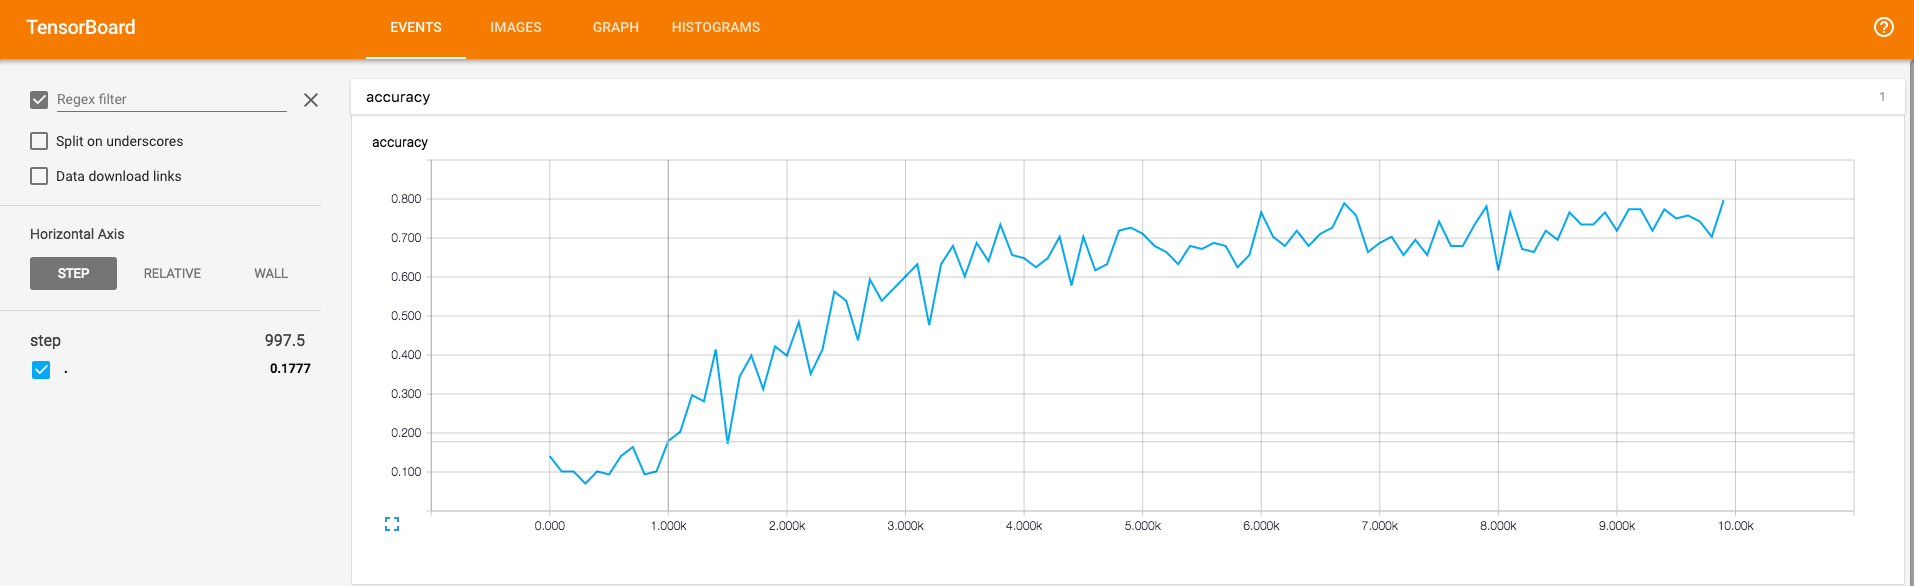 TensorBoard EVENTS IMAGES GRAPH HISTOGRAMS ?
Regex filter
Split on underscores
Data download links
Horizontal Axis
STEP RELATIVE WALL
step 997.5
. 0.1777
accuracy 1
accuracy
0.800
0.700
0.600
0.500
0.400
0.300
0.200
0.100
0.000 1.000k 2.000k 3.000k 4.000k 5.000k 6.000k 7.000k 8.000k 9.000k 10.00k